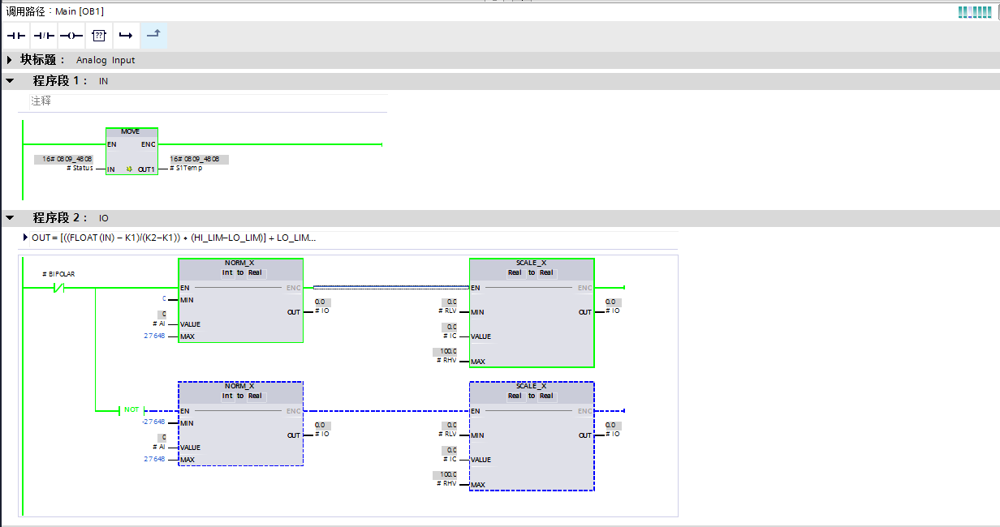 调用路径：Main [OB1]
??
块标题： Analog Input
程序段 1： IN
注释
MOVE
EN ENO
16#0809_4808 16#0809_4808
#Status IN OUT1 #S1Temp
程序段 2： IO
OUT = [((FLOAT (IN) − K1)/(K2−K1)) * (HI_LIM−LO_LIM)] + LO_LIM...
#BIPOLAR
NORM_X SCALE_X
Int to Real Real to Real
EN ENO EN ENO
0 MIN 0.0 0.0 0.0
OUT #IO #RLV MIN OUT #IO
0 0.0
#AI VALUE #IO VALUE
27648 MAX 100.0
#RHV MAX
NORM_X SCALE_X
Int to Real Real to Real
NOT EN ENO EN ENO
-27648 MIN 0.0 0.0 0.0
OUT #IO #RLV MIN OUT #IO
0 0.0
#AI VALUE #IO VALUE
27648 MAX 100.0
#RHV MAX